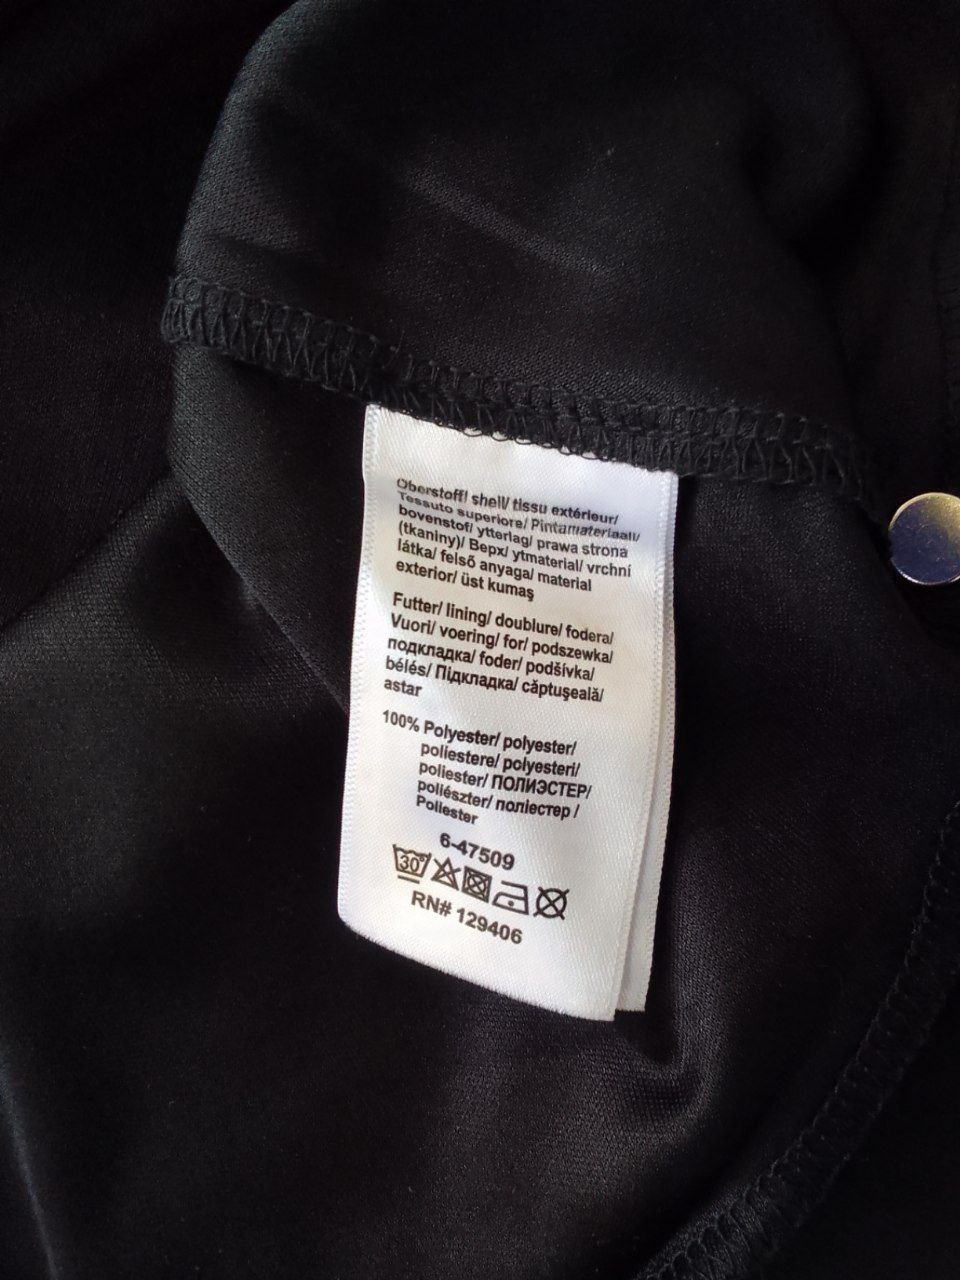 Oberstoff/ shell/ tissu extérieur/
Tessuto superiore/ Pintamateriaali/
bovenstof/ ytterlag/ prawa strona
(tkaniny)/ Верх/ ytmaterial/ vrchní
látka/ felső anyaga/ material
exterior/ üst kumaş
Futter/ lining/ doublure/ fodera/
Vuori/ voering/ for/ podszewka/
подкладка/ foder/ podšívka/
bélés/ Підкладка/ căptuşeală/
astar
100% Polyester/ polyester/
poliestere/ polyesteri/
poliester/ ПОЛИЭСТЕР/
poliészter/ поліестер /
Poliester
6-47509
30°
RN# 129406